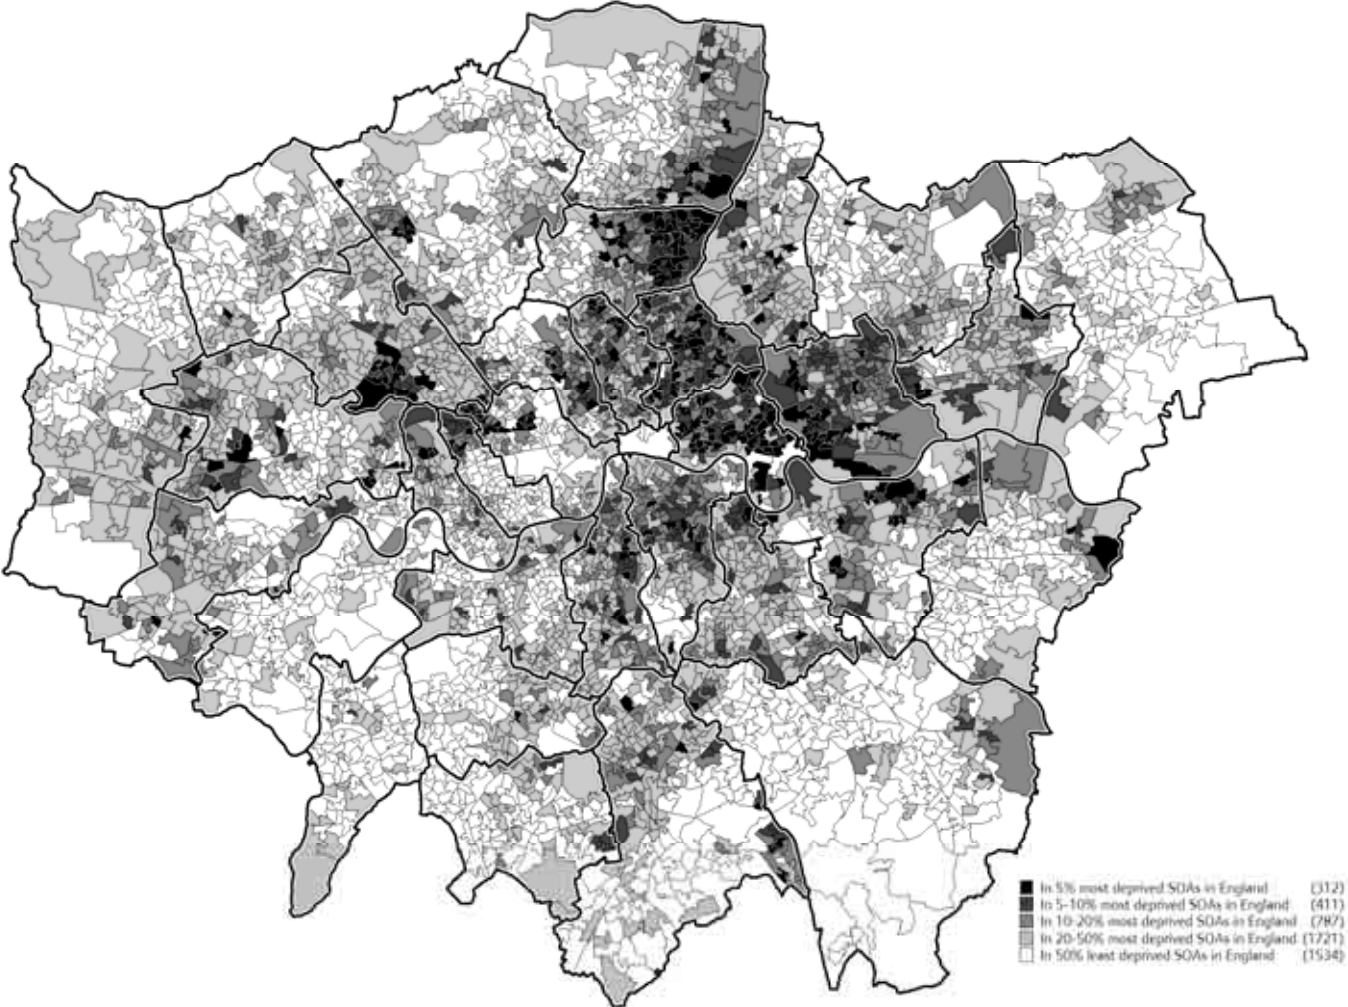 In 5% most deprived SOAs in England (312)
In 5-10% most deprived SOAs in England (411)
In 10-20% most deprived SOAs in England (787)
In 20-50% most deprived SOAs in England (1721)
In 50% least deprived SOAs in England (1534)